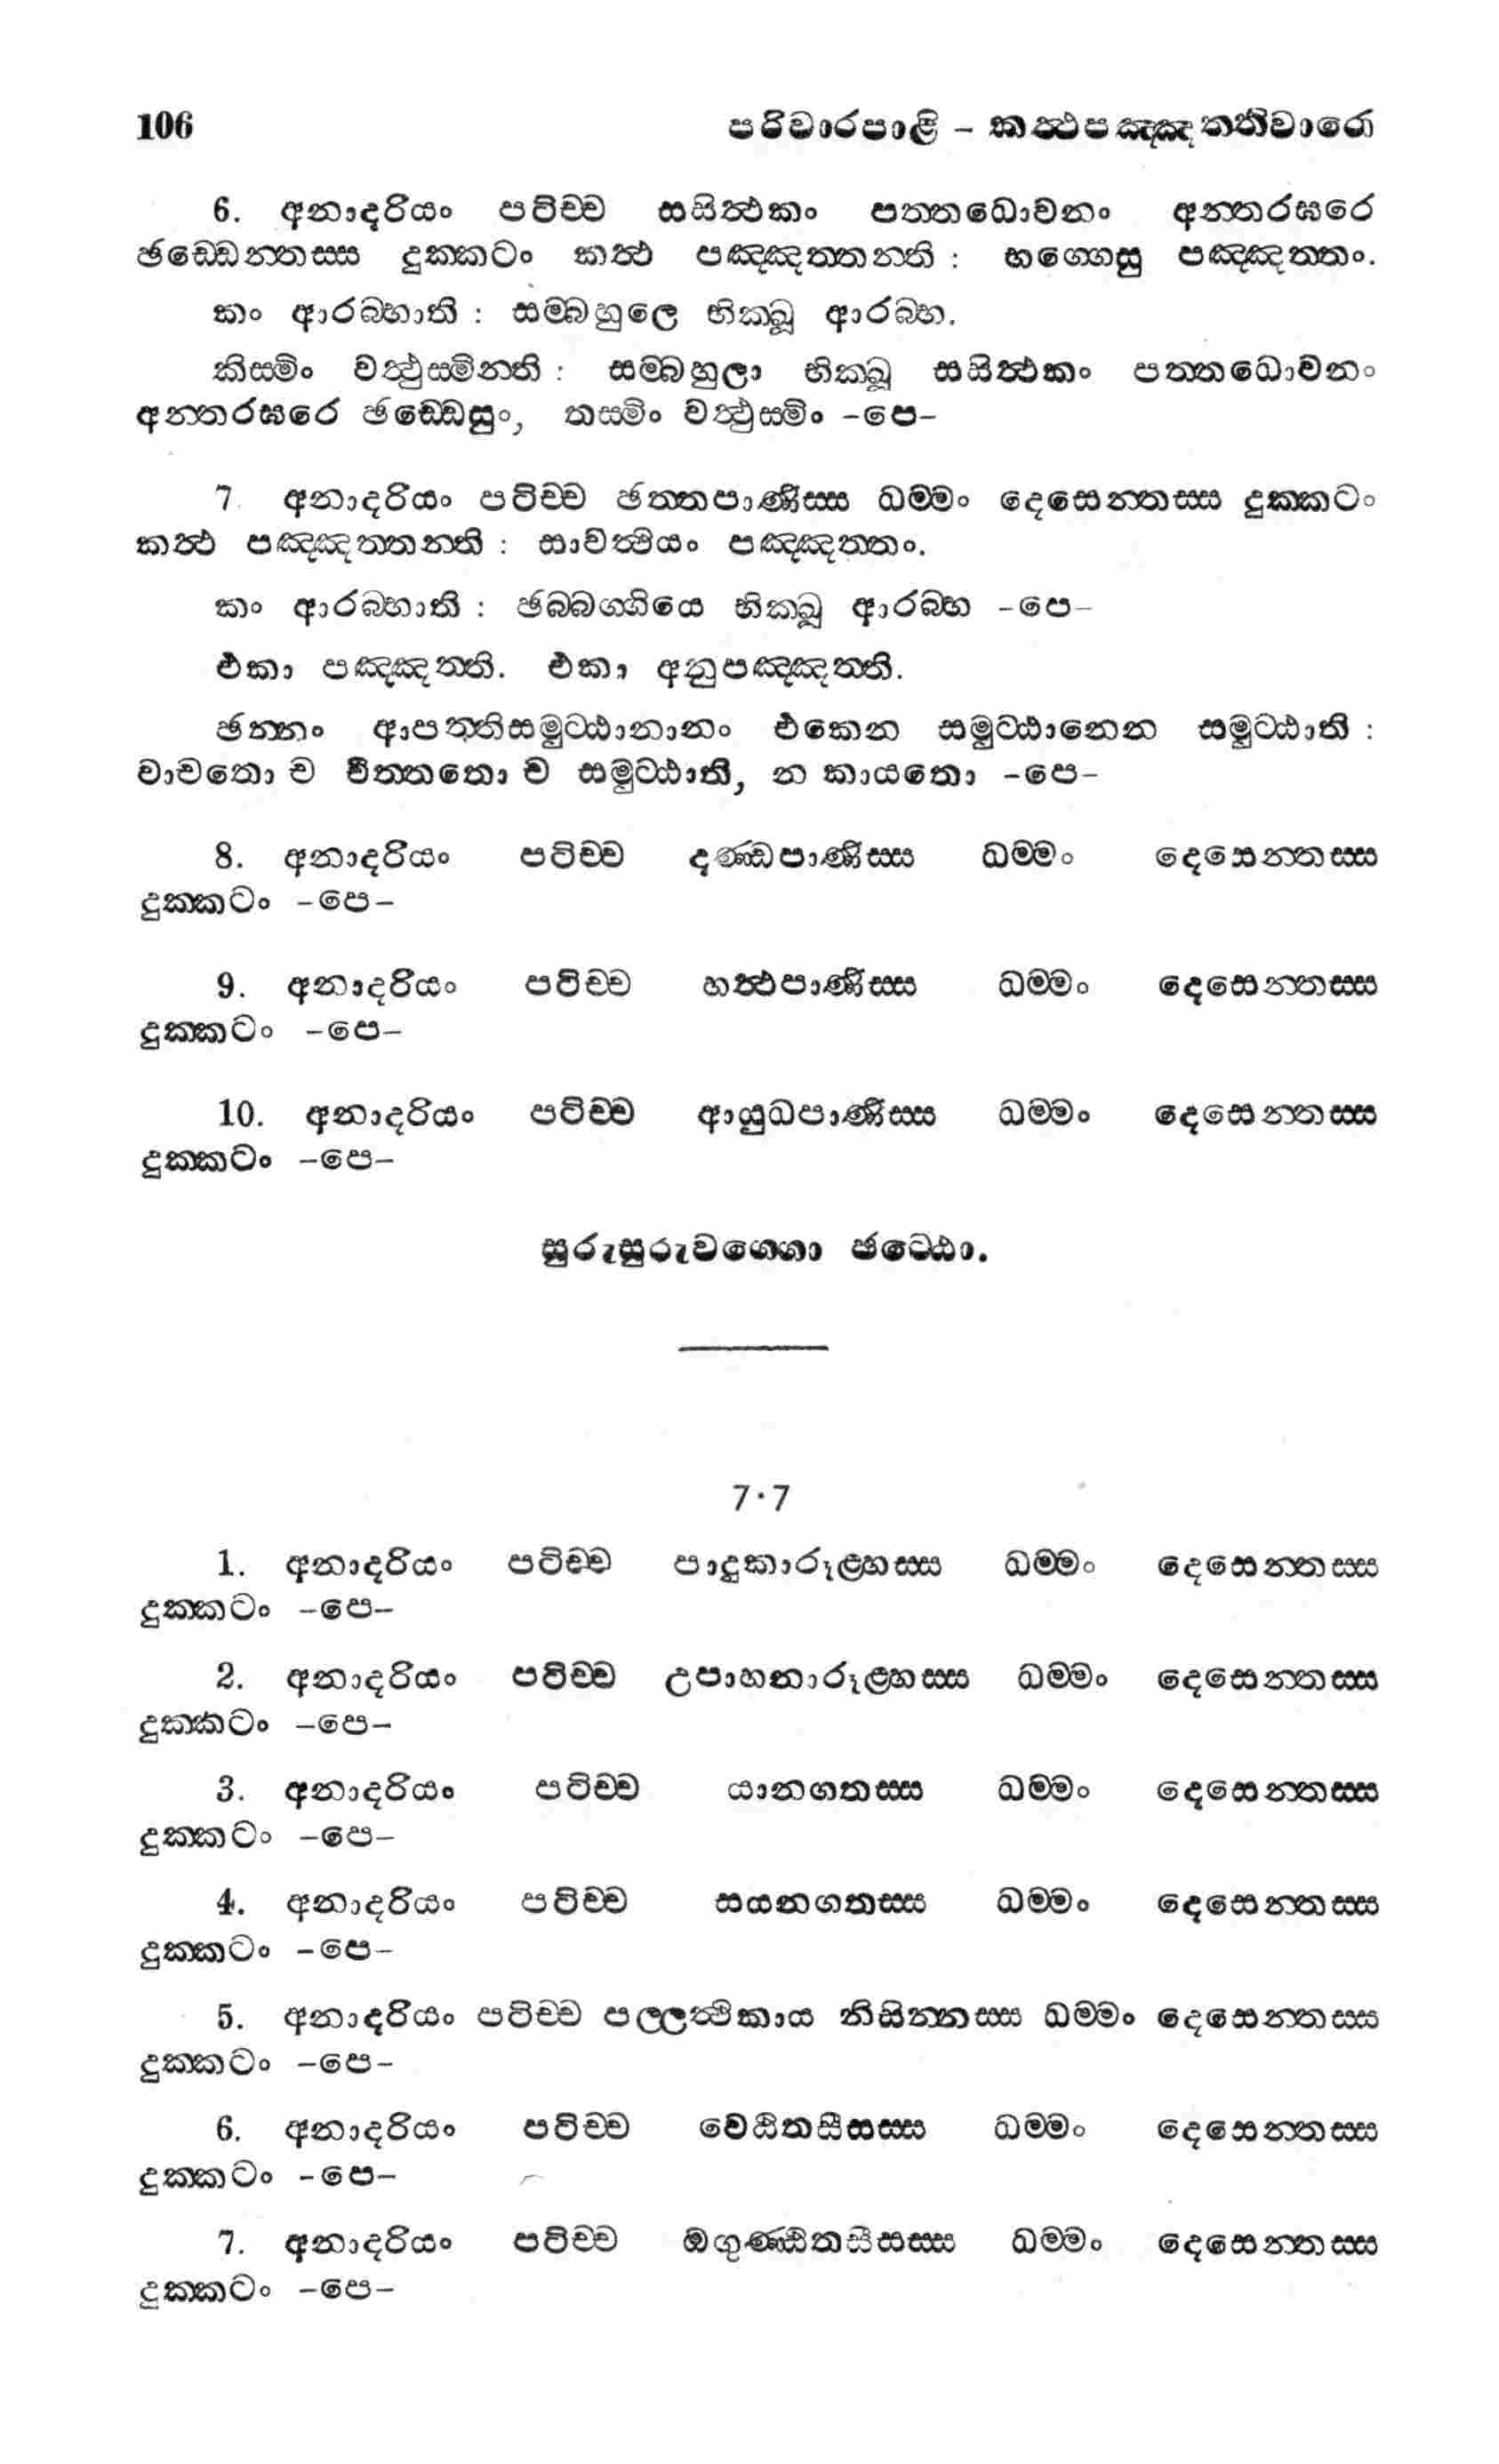 106 පරිවාරපාළි – කත්‍ථපඤ්ඤත්තිවාරො
6. අනාදරියං පටිච්ච සසිත්‍ථකං පත්තධොවනං අන්තරඝරෙ
ඡඩ්ඩෙන්තස්ස දුක්කටං කත්‍ථ පඤ්ඤත්තන්ති : භග්ගෙසු පඤ්ඤත්තං.
කං ආරබ්භාති : සම්බහුලෙ භික්ඛූ ආරබ්භ.
කිස්මිං වත්‍ථුස්මින්ති : සම්බහුලා භික්ඛූ සසිත්‍ථකං පත්තධොවනං
අන්තරඝරෙ ඡඩ්ඩෙසුං, තස්මිං වත්‍ථුස්මිං –පෙ–
7. අනාදරියං පටිච්ච ඡත්තපාණිස්ස ධම්මං දෙසෙන්තස්ස දුක්කටං
කත්‍ථ පඤ්ඤත්තන්ති : සාවත්‍ථියං පඤ්ඤත්තං.
කං ආරබ්භාති : ඡබ්බග්ගියෙ භික්ඛූ ආරබ්භ –පෙ–
එකා පඤ්ඤත්ති. එකා අනුපඤ්ඤත්ති.
ඡන්නං ආපත්තිසමුට්ඨානානං එකෙන සමුට්ඨානෙන සමුට්ඨාති :
වාචතො ච චිත්තතො ච සමුට්ඨාති, න කායතො –පෙ–
8. අනාදරියං පටිච්ච දණ්ඩපාණිස්ස ධම්මං දෙසෙන්තස්ස
දුක්කටං –පෙ–
9. අනාදරියං පටිච්ච හත්‍ථපාණිස්ස ධම්මං දෙසෙන්තස්ස
දුක්කටං –පෙ–
10. අනාදරියං පටිච්ච ආයුධපාණිස්ස ධම්මං දෙසෙන්තස්ස
දුක්කටං –පෙ–
සුරුසුරුවග්ගො ඡට්ඨො.
7·7
1. අනාදරියං පටිච්ච පාදුකාරූළ්හස්ස ධම්මං දෙසෙන්තස්ස
දුක්කටං –පෙ–
2. අනාදරියං පටිච්ච උපාහනාරූළ්හස්ස ධම්මං දෙසෙන්තස්ස
දුක්කටං –පෙ–
3. අනාදරියං පටිච්ච යානගතස්ස ධම්මං දෙසෙන්තස්ස
දුක්කටං –පෙ–
4. අනාදරියං පටිච්ච සයනගතස්ස ධම්මං දෙසෙන්තස්ස
දුක්කටං –පෙ–
5. අනාදරියං පටිච්ච පල්ලත්‍ථිකාය නිසින්නස්ස ධම්මං දෙසෙන්තස්ස
දුක්කටං –පෙ–
6. අනාදරියං පටිච්ච වෙඨිතසීසස්ස ධම්මං දෙසෙන්තස්ස
දුක්කටං –පෙ–
7. අනාදරියං පටිච්ච ඔගුණ්ඨිතසීසස්ස ධම්මං දෙසෙන්තස්ස
දුක්කටං –පෙ–